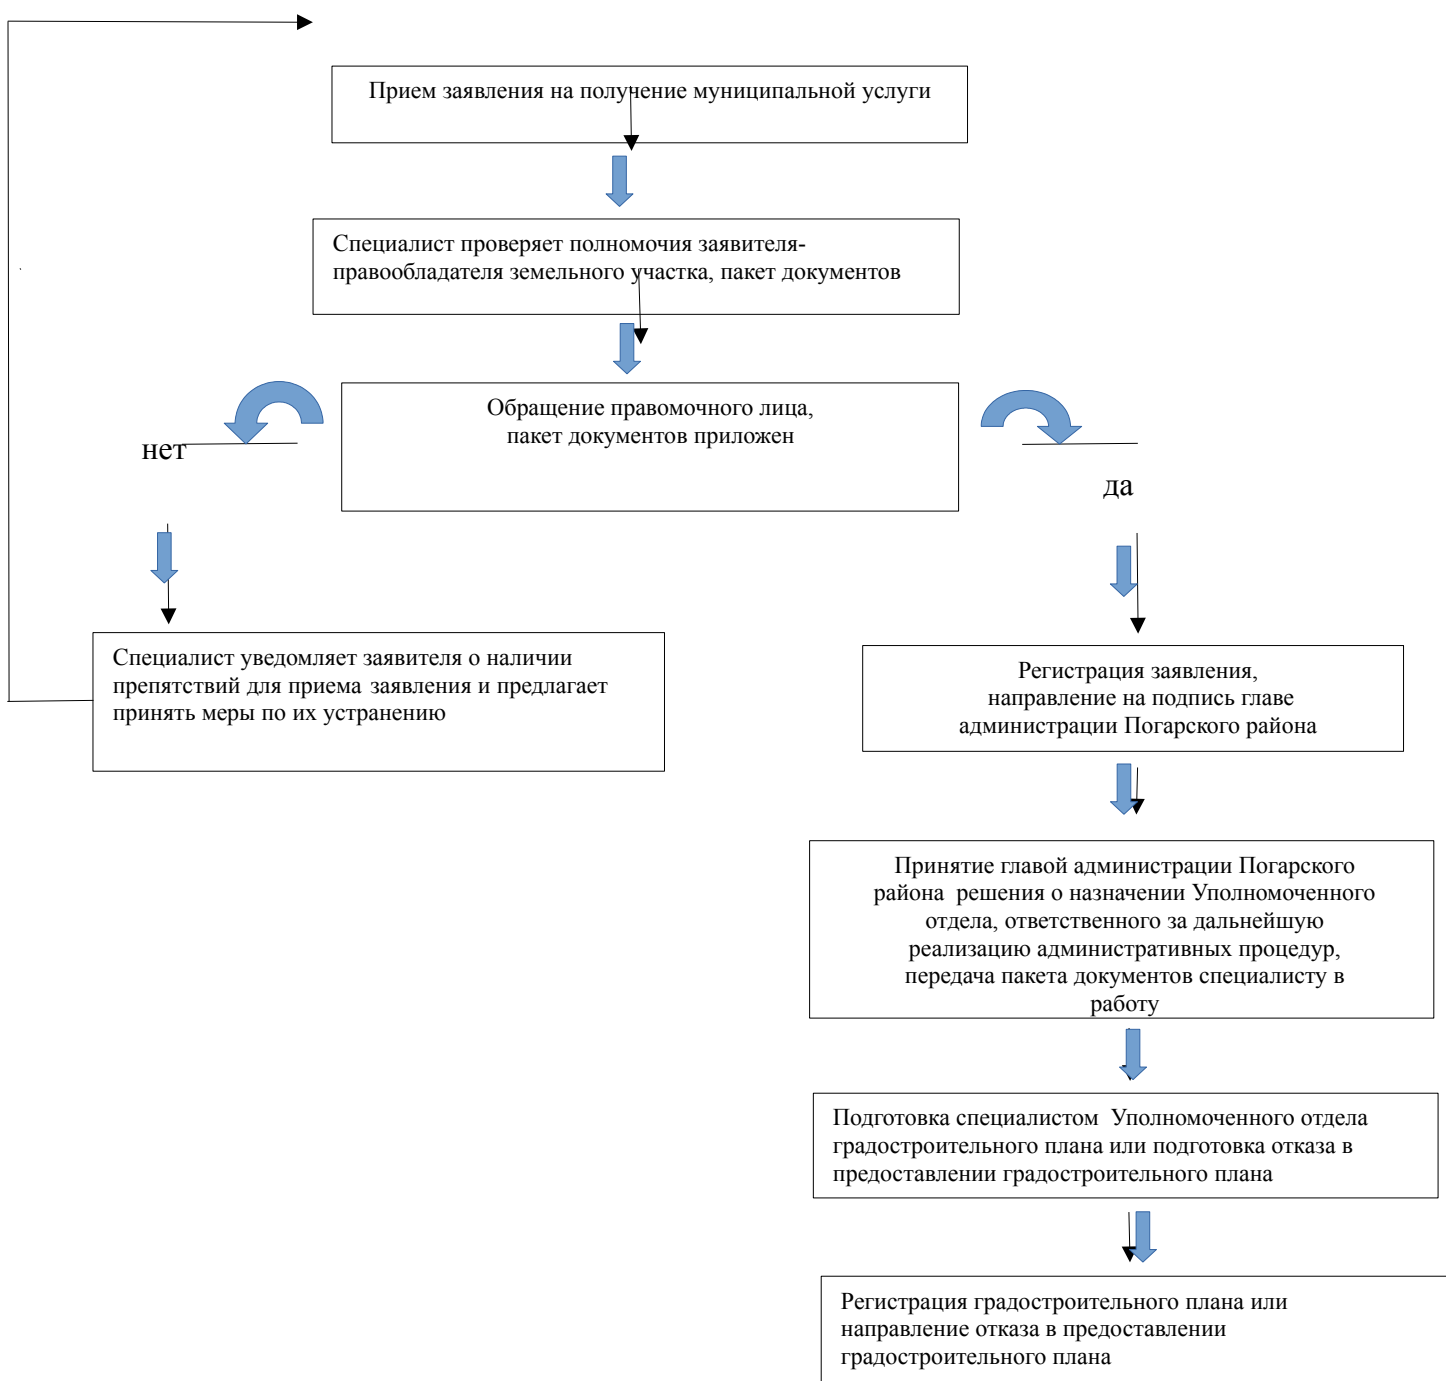 Прием заявления на получение муниципальной услуги
Специалист проверяет полномочия заявителя-
правообладателя земельного участка, пакет документов
Обращение правомочного лица,
пакет документов приложен
нет
да
Специалист уведомляет заявителя о наличии
препятствий для приема заявления и предлагает
принять меры по их устранению
Регистрация заявления,
направление на подпись главе
администрации Погарского района
Принятие главой администрации Погарского
района решения о назначении Уполномоченного
отдела, ответственного за дальнейшую
реализацию административных процедур,
передача пакета документов специалисту в
работу
Подготовка специалистом Уполномоченного отдела
градостроительного плана или подготовка отказа в
предоставлении градостроительного плана
Регистрация градостроительного плана или
направление отказа в предоставлении
градостроительного плана